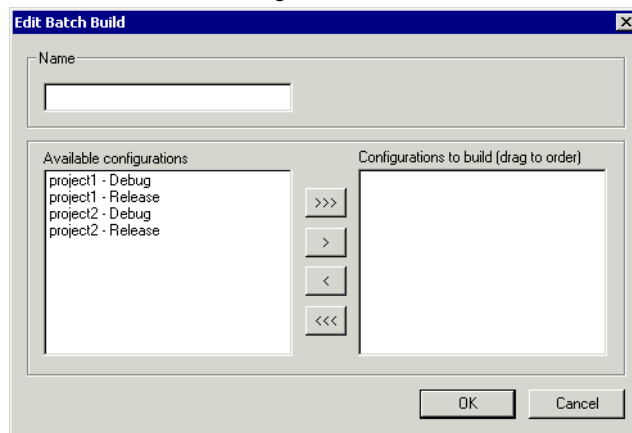 Edit Batch Build
Name
Available configurations
project1 - Debug
project1 - Release
project2 - Debug
project2 - Release
>>>
>
<
<<<
Configurations to build (drag to order)
OK
Cancel